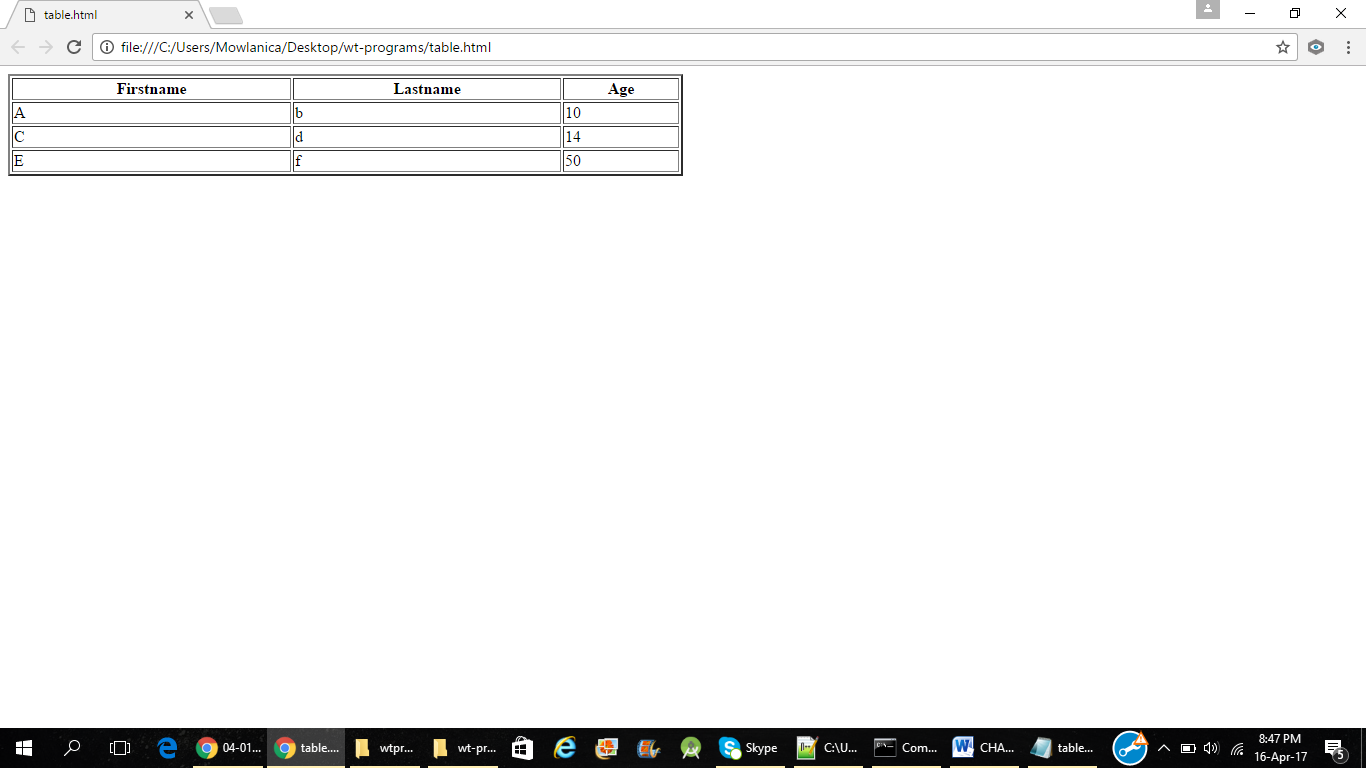 table.html
file:///C:/Users/Mowlanica/Desktop/wt-programs/table.html
Firstname Lastname Age
A b 10
C d 14
E f 50
04-01... table.... wtpr... wt-pr... Skype C:\U... Com... CHA... table... 8:47 PM
16-Apr-17 5